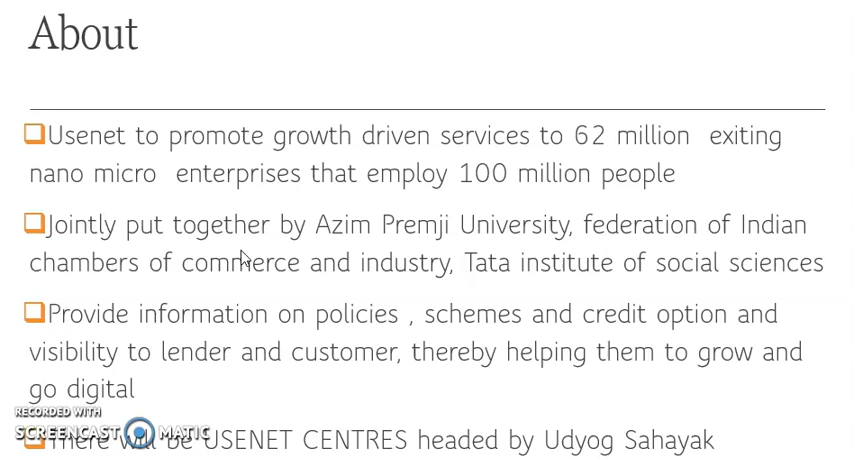 About
Usenet to promote growth driven services to 62 million exiting
nano micro enterprises that employ 100 million people
Jointly put together by Azim Premji University, federation of Indian
chambers of commerce and industry, Tata institute of social sciences
Provide information on policies , schemes and credit option and
visibility to lender and customer, thereby helping them to grow and
go digital
RECORDED WITH
SCREENCAST MATIC
There will be USENET CENTRES headed by Udyog Sahayak